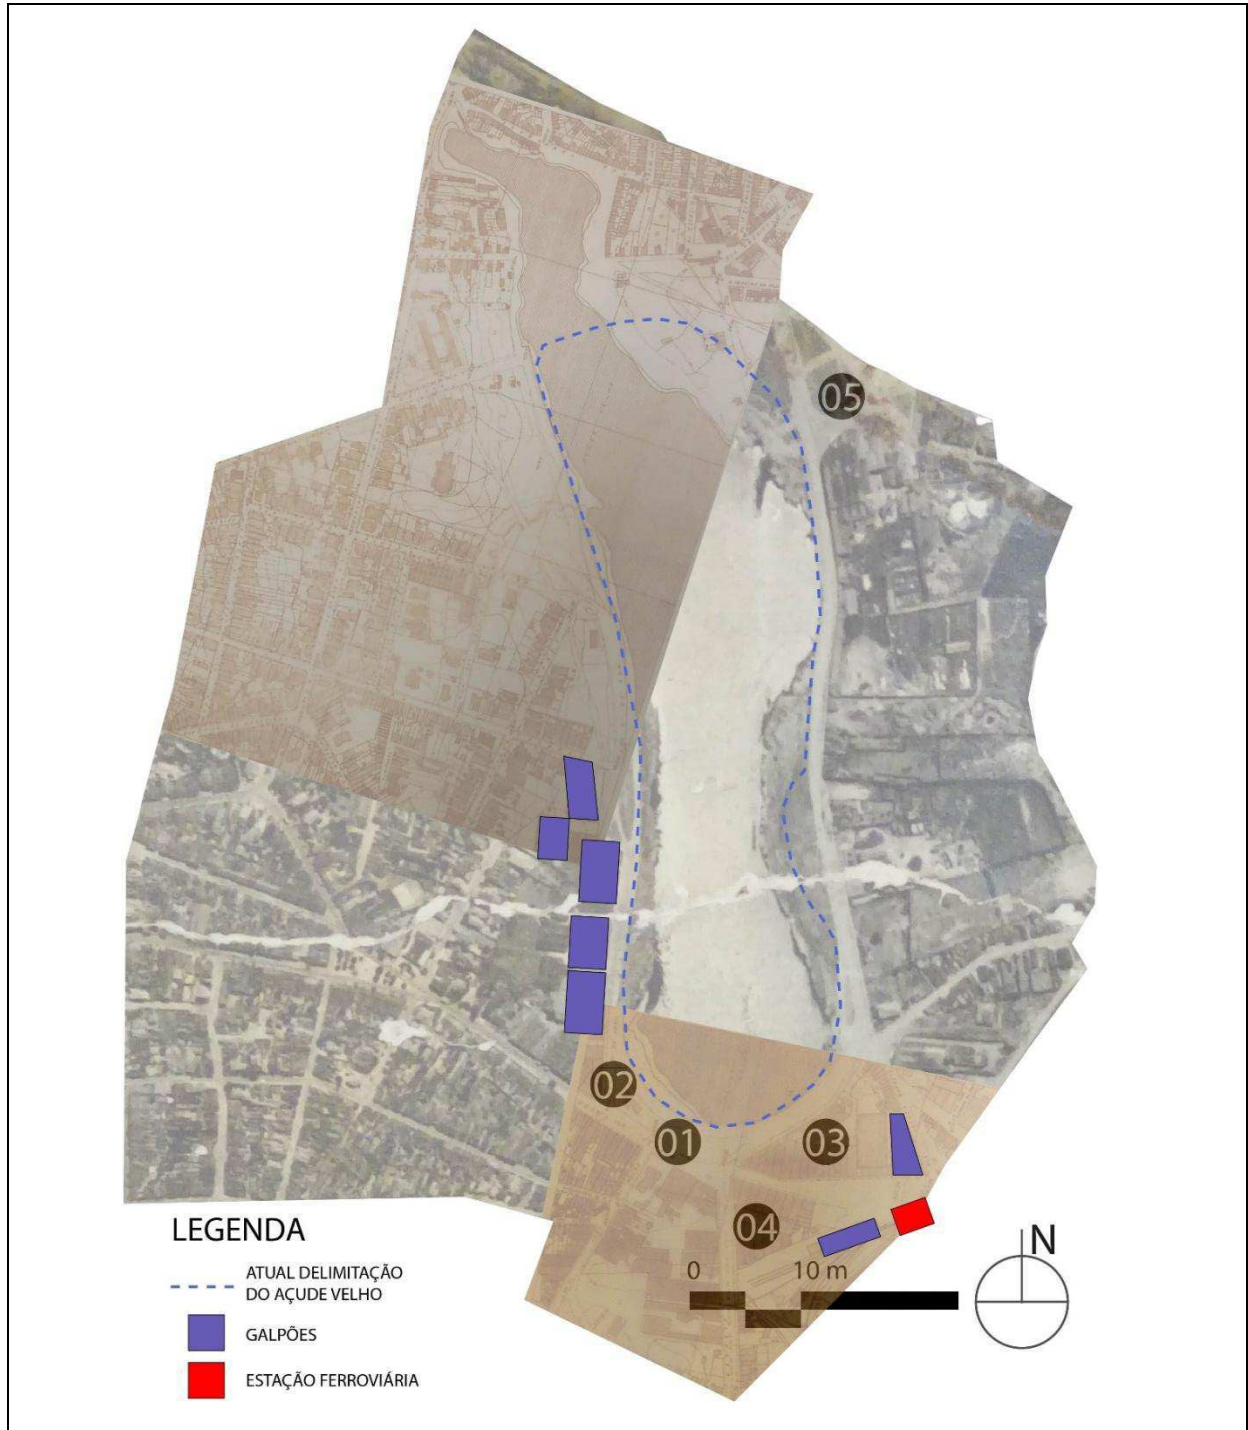 05
02
01
03
04
LEGENDA
ATUAL DELIMITAÇÃO
DO AÇUDE VELHO
GALPÕES
ESTAÇÃO FERROVIÁRIA
0 10 m
N